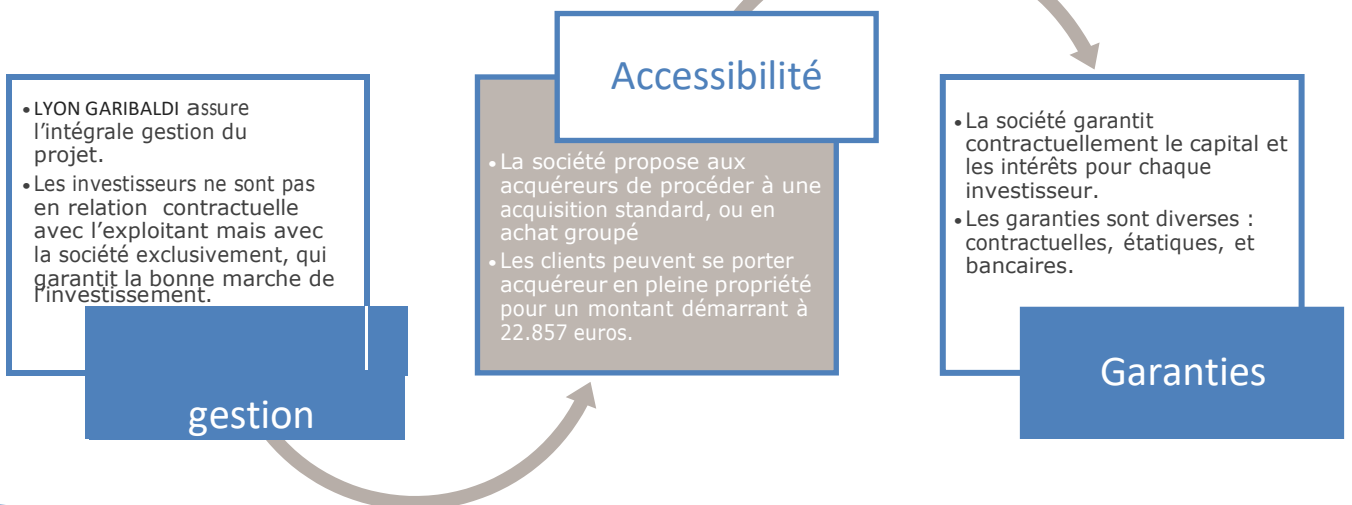 • LYON GARIBALDI assure
l'intégrale gestion du
projet.
• Les investisseurs ne sont pas
en relation contractuelle
avec l'exploitant mais avec
la société exclusivement, qui
garantit la bonne marche de
l'investissement.
gestion
Accessibilité
• La société propose aux
acquéreurs de procéder à une
acquisition standard, ou en
achat groupé
• Les clients peuvent se porter
acquéreur en pleine propriété
pour un montant démarrant à
22.857 euros.
• La société garantit
contractuellement le capital et
les intérêts pour chaque
investisseur.
• Les garanties sont diverses :
contractuelles, étatiques, et
bancaires.
Garanties